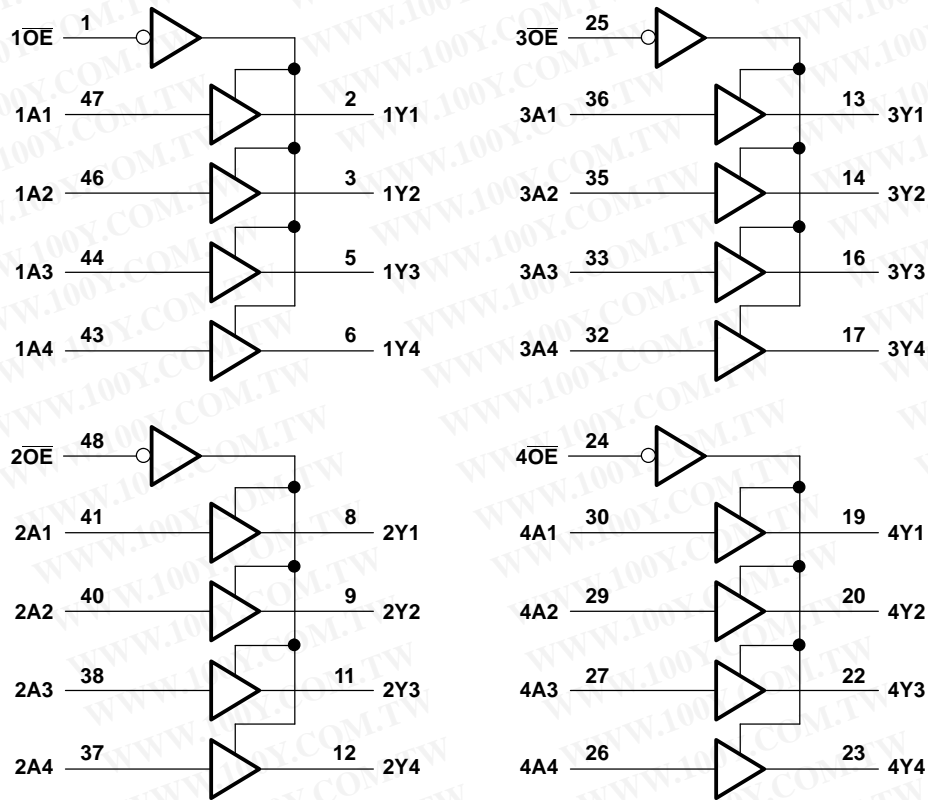 1OE 1
1A1 47 2 1Y1
1A2 46 3 1Y2
1A3 44 5 1Y3
1A4 43 6 1Y4
3OE 25
3A1 36 13 3Y1
3A2 35 14 3Y2
3A3 33 16 3Y3
3A4 32 17 3Y4
2OE 48
2A1 41 8 2Y1
2A2 40 9 2Y2
2A3 38 11 2Y3
2A4 37 12 2Y4
4OE 24
4A1 30 19 4Y1
4A2 29 20 4Y2
4A3 27 22 4Y3
4A4 26 23 4Y4
WWW.100Y.COM.TW